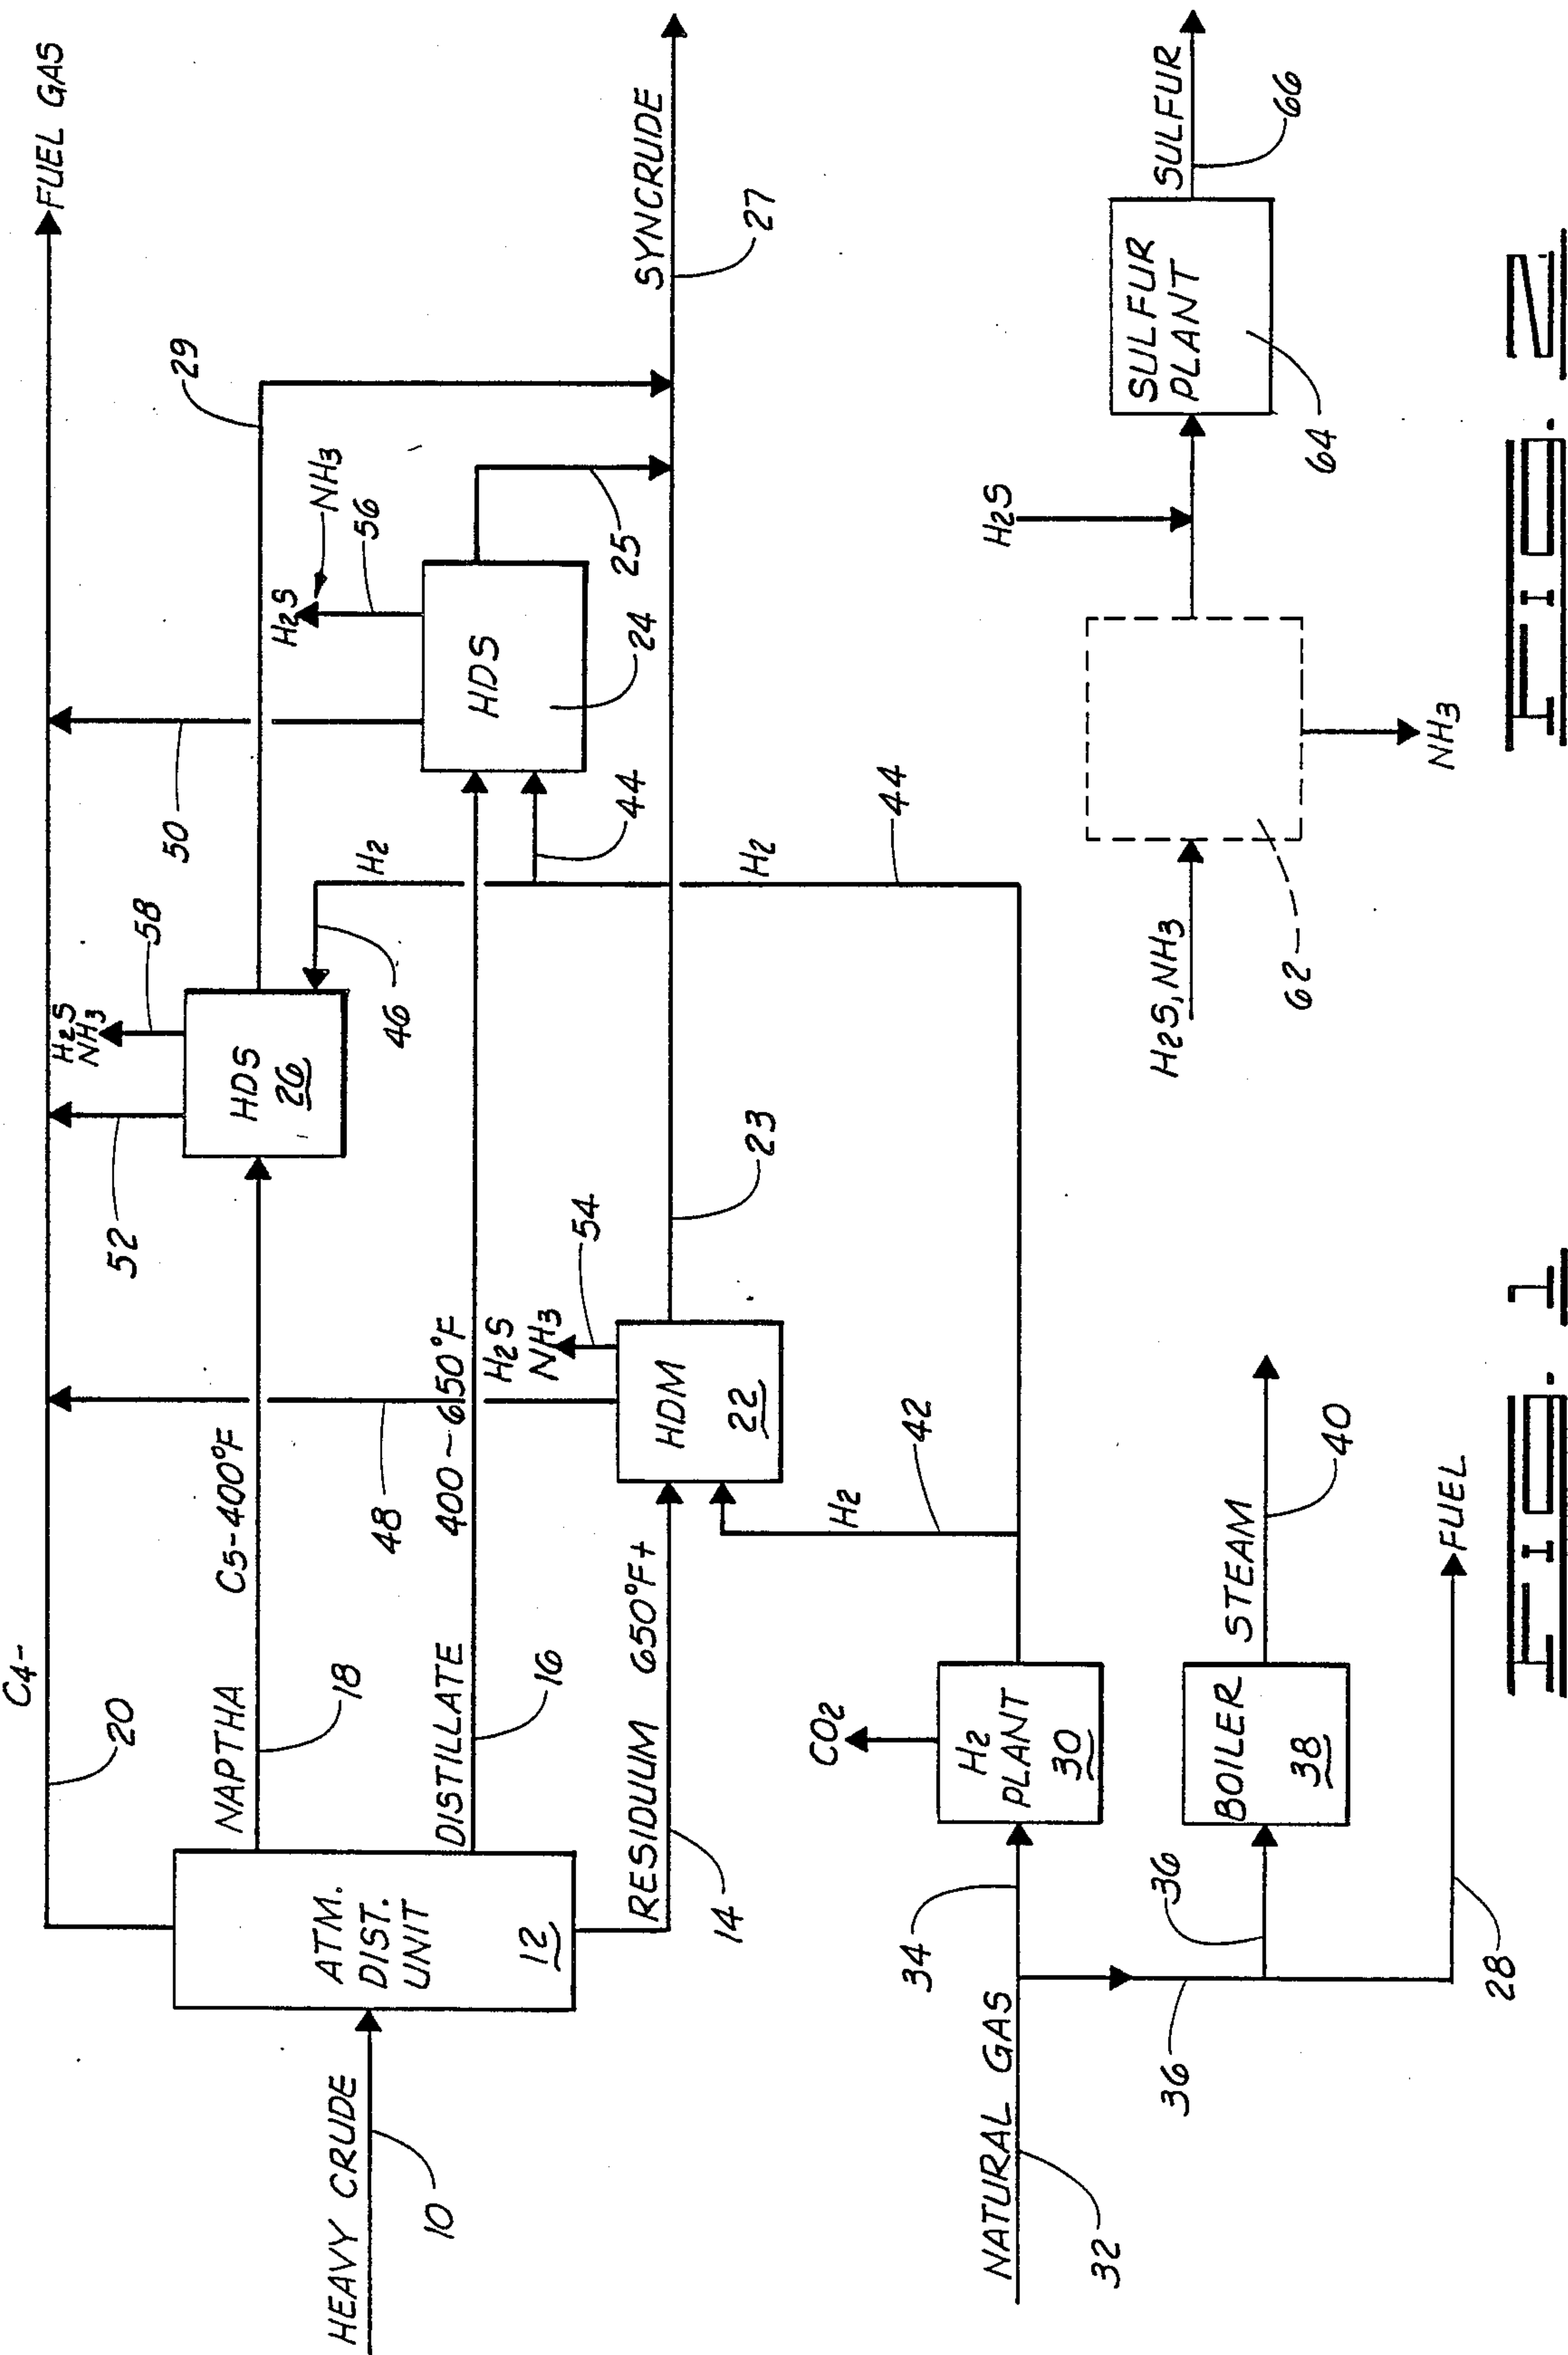 C4-
FUEL GAS
20
52
H2S
NH3
58
50
29
NAPTHA
C5-400°F
18
HDS
26
H2
46
H2S
NH3
56
ATM.
DIST.
UNIT
12
HEAVY CRUDE
10
48
DISTILLATE
400~650°F
16
HDS
24
44
25
H2S
NH3
54
RESIDUUM 650°F+
14
HDM
22
23
SYNCRUDE
27
H2
42
H2
44
CO2
NATURAL GAS
32
34
H2
PLANT
30
36
36
BOILER
38
STEAM
40
28
FUEL
H2S, NH3
62
NH3
H2S
SULFUR
PLANT
64
SULFUR
66
FIG. 1
FIG. 2